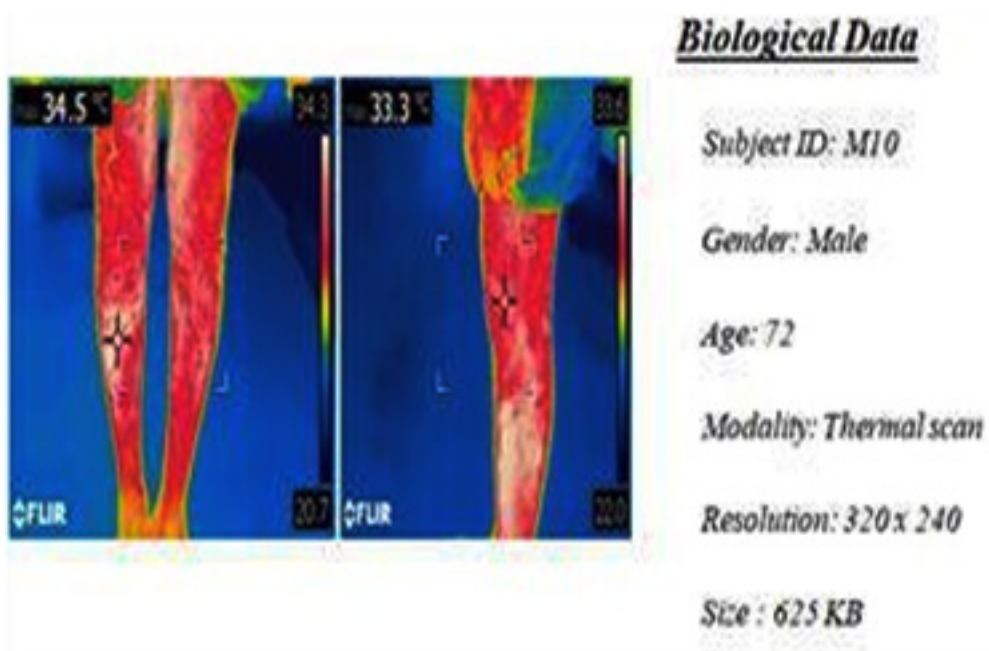 Biological Data
max 34.5 °C
34.3
33.3 °C
33.6
Subject ID: M10
Gender: Male
Age: 72
Modality: Thermal scan
FLIR
20.7
FLIR
22.0
Resolution: 320 x 240
Size : 625 KB